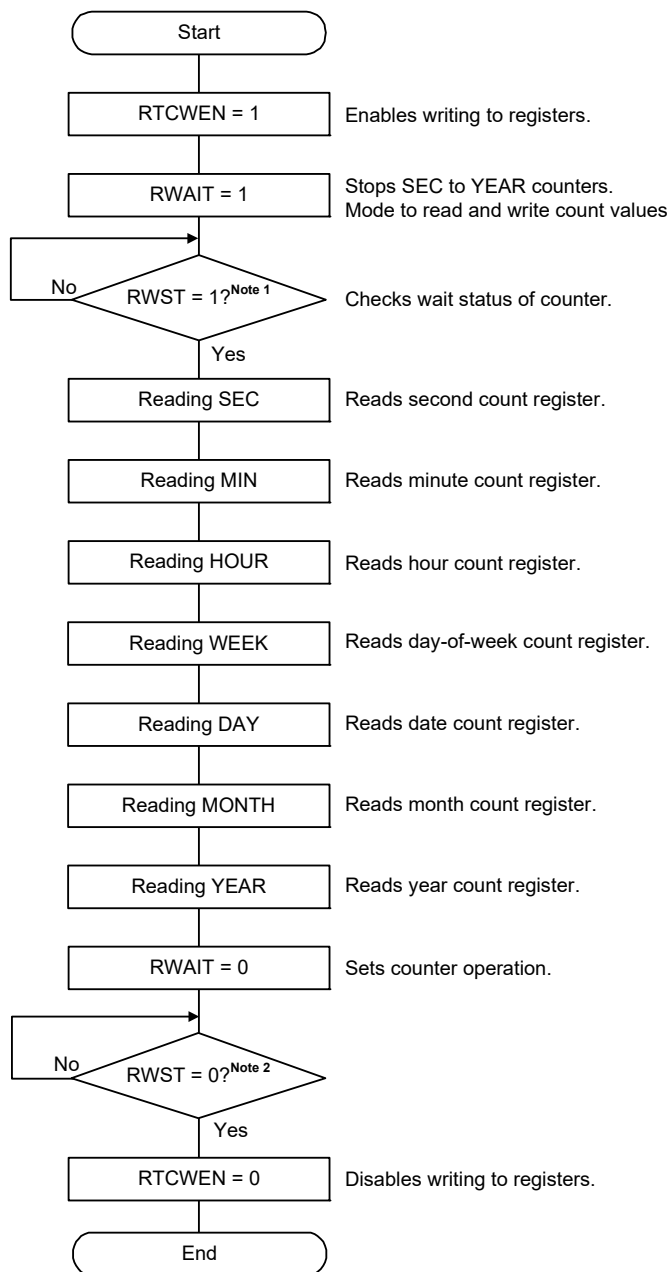 Start
RTCWEN = 1
Enables writing to registers.
RWAIT = 1
Stops SEC to YEAR counters.
Mode to read and write count values
No
RWST = 1?Note 1
Checks wait status of counter.
Yes
Reading SEC
Reads second count register.
Reading MIN
Reads minute count register.
Reading HOUR
Reads hour count register.
Reading WEEK
Reads day-of-week count register.
Reading DAY
Reads date count register.
Reading MONTH
Reads month count register.
Reading YEAR
Reads year count register.
RWAIT = 0
Sets counter operation.
No
RWST = 0?Note 2
Yes
RTCWEN = 0
Disables writing to registers.
End